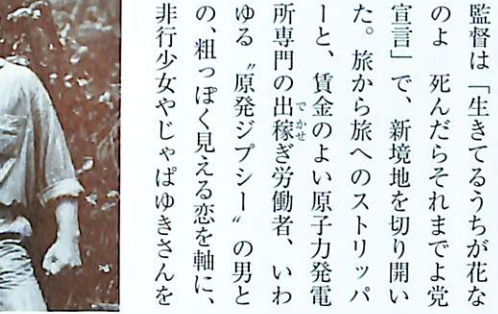 監督は「生きてるうちが花な
のよ　死んだらそれまでよ党
宣言」で、新境地を切り開い
た。旅から旅へのストリッパ
ーと、賃金のよい原子力発電
所専門の出稼ぎ労働者、いわ
ゆる〝原発ジプシー〟の男と
の、粗っぽく見える恋を軸に、
非行少女やじゃぱゆきさんを